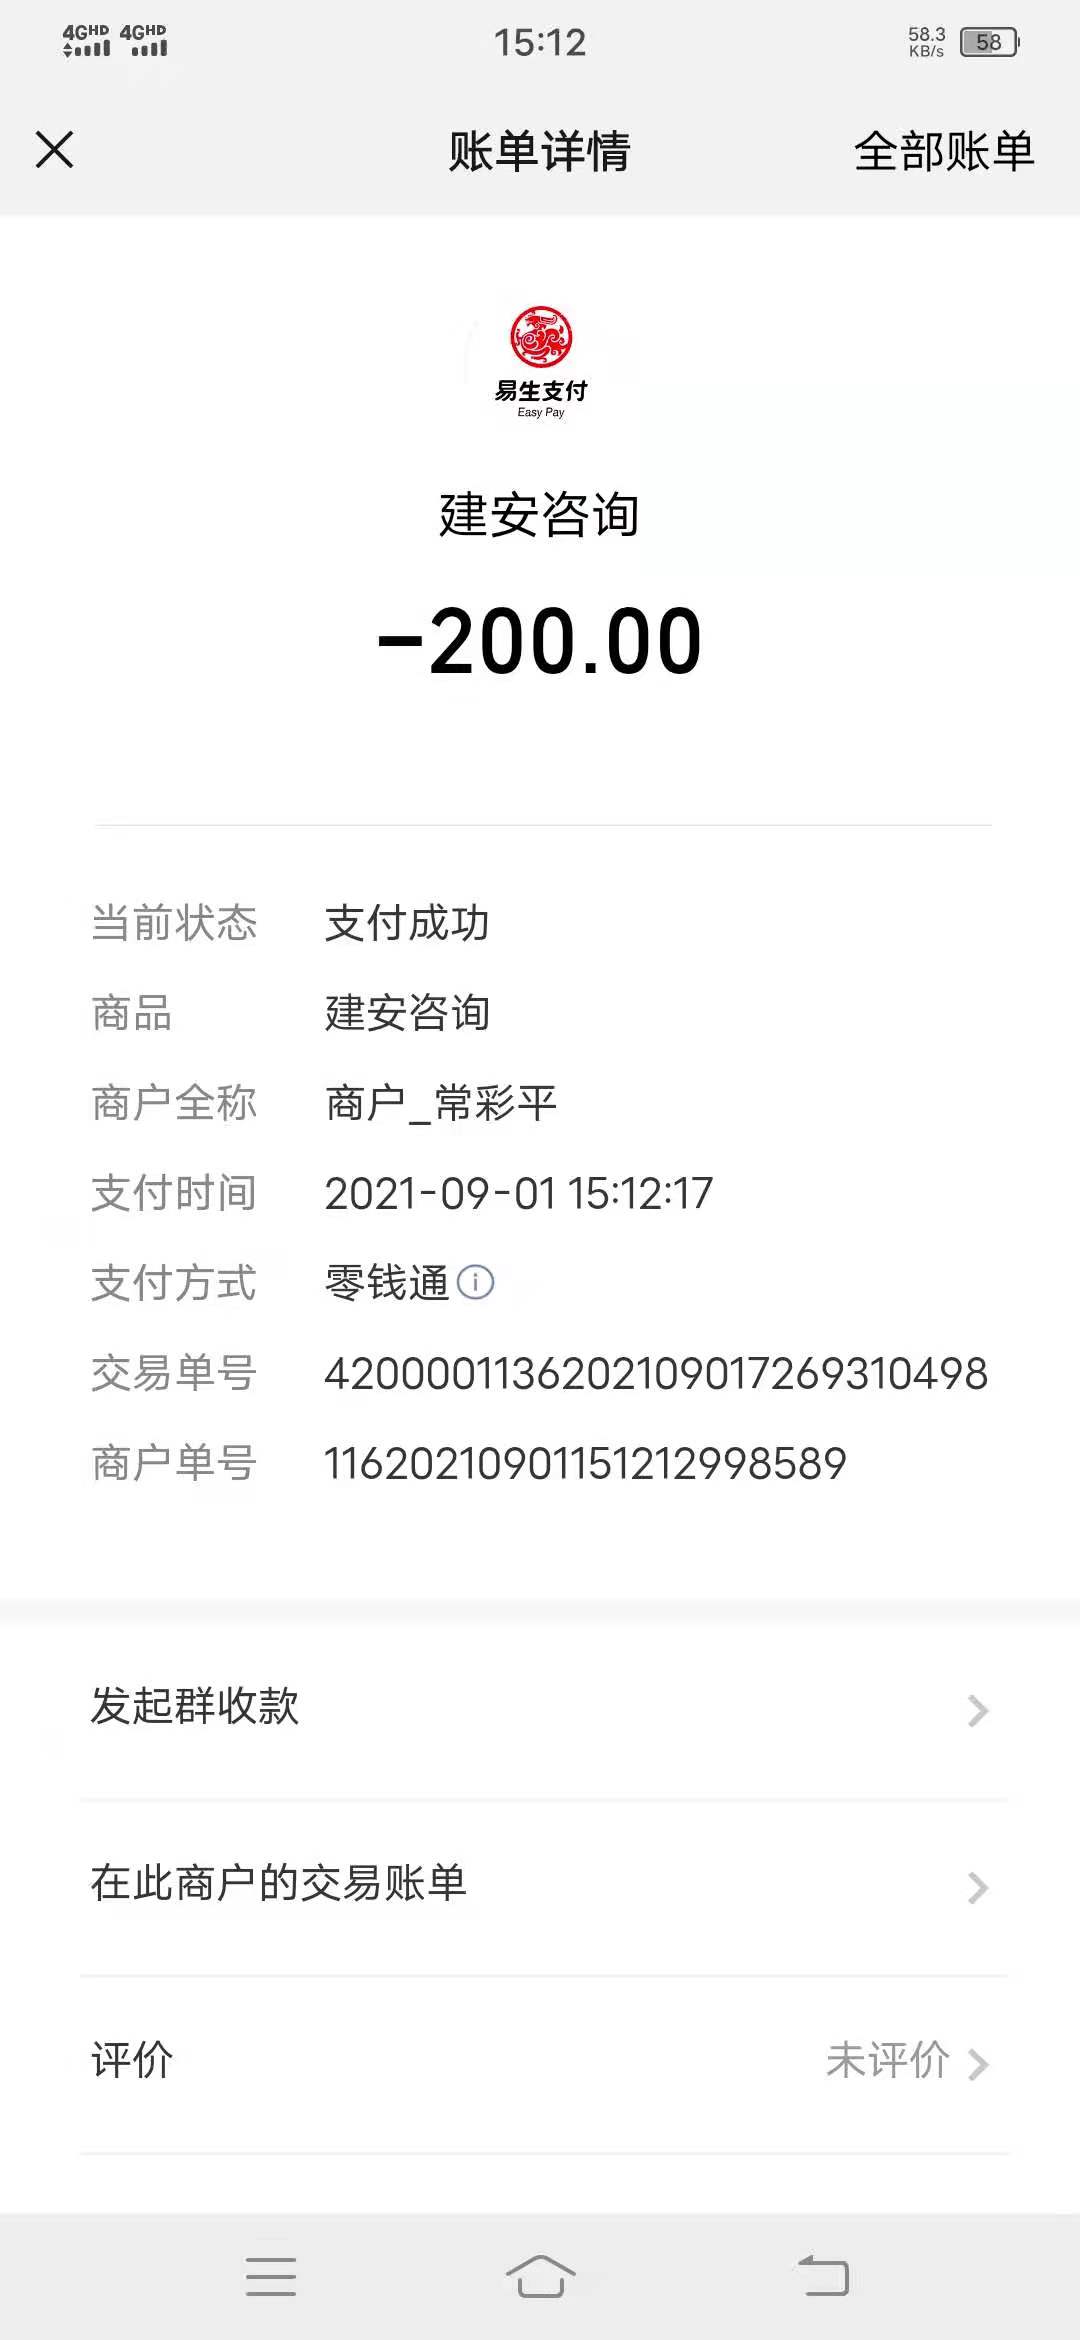 4GHD 4GHD 15:12 58.3 KB/s 58
账单详情 全部账单
易生支付
Easy Pay
建安咨询
-200.00
当前状态 支付成功
商品 建安咨询
商户全称 商户_常彩平
支付时间 2021-09-01 15:12:17
支付方式 零钱通
交易单号 4200001136202109017269310498
商户单号 11620210901151212998589
发起群收款
在此商户的交易账单
评价 未评价